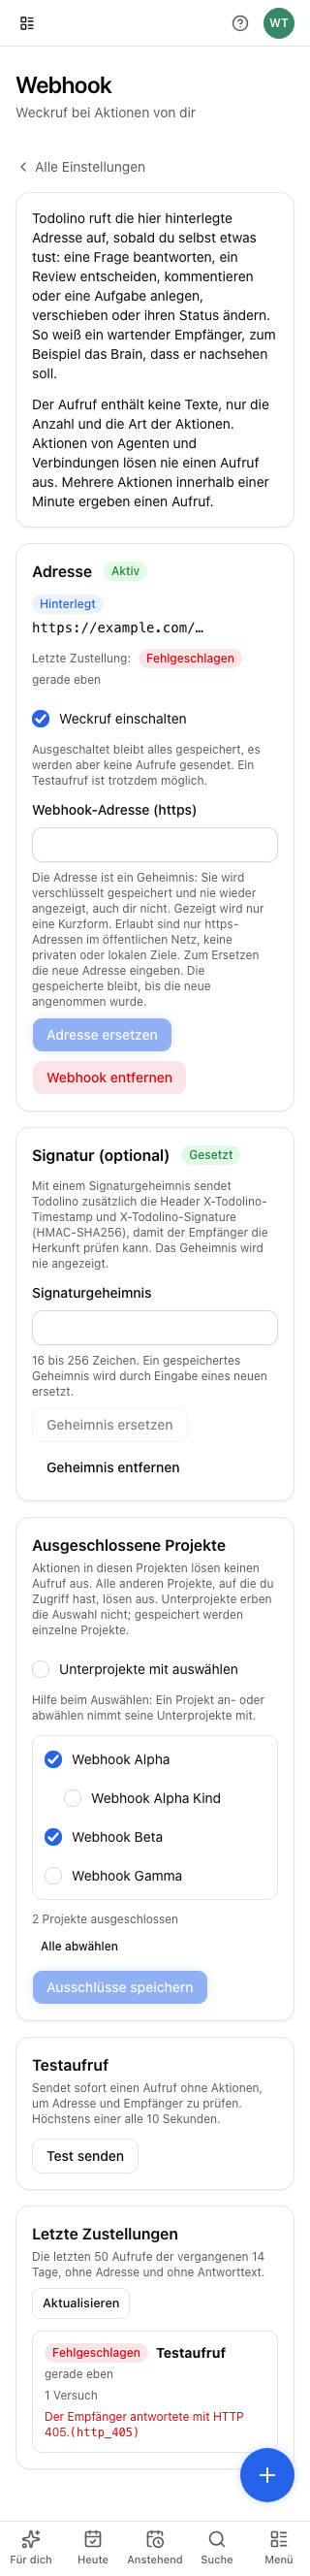 WT
Webhook
Weckruf bei Aktionen von dir
Alle Einstellungen
Todolino ruft die hier hinterlegte
Adresse auf, sobald du selbst etwas
tust: eine Frage beantworten, ein
Review entscheiden, kommentieren
oder eine Aufgabe anlegen,
verschieben oder ihren Status ändern.
So weiß ein wartender Empfänger, zum
Beispiel das Brain, dass er nachsehen
soll.
Der Aufruf enthält keine Texte, nur die
Anzahl und die Art der Aktionen.
Aktionen von Agenten und
Verbindungen lösen nie einen Aufruf
aus. Mehrere Aktionen innerhalb einer
Minute ergeben einen Aufruf.
Adresse Aktiv
Hinterlegt
https://example.com/…
Letzte Zustellung: Fehlgeschlagen
gerade eben
Weckruf einschalten
Ausgeschaltet bleibt alles gespeichert, es
werden aber keine Aufrufe gesendet. Ein
Testaufruf ist trotzdem möglich.
Webhook-Adresse (https)
Die Adresse ist ein Geheimnis: Sie wird
verschlüsselt gespeichert und nie wieder
angezeigt, auch dir nicht. Gezeigt wird nur
eine Kurzform. Erlaubt sind nur https-
Adressen im öffentlichen Netz, keine
privaten oder lokalen Ziele. Zum Ersetzen
die neue Adresse eingeben. Die
gespeicherte bleibt, bis die neue
angenommen wurde.
Adresse ersetzen
Webhook entfernen
Signatur (optional) Gesetzt
Mit einem Signaturgeheimnis sendet
Todolino zusätzlich die Header X-Todolino-
Timestamp und X-Todolino-Signature
(HMAC-SHA256), damit der Empfänger die
Herkunft prüfen kann. Das Geheimnis wird
nie angezeigt.
Signaturgeheimnis
16 bis 256 Zeichen. Ein gespeichertes
Geheimnis wird durch Eingabe eines neuen
ersetzt.
Geheimnis ersetzen
Geheimnis entfernen
Ausgeschlossene Projekte
Aktionen in diesen Projekten lösen keinen
Aufruf aus. Alle anderen Projekte, auf die du
Zugriff hast, lösen aus. Unterprojekte erben
die Auswahl nicht; gespeichert werden
einzelne Projekte.
Unterprojekte mit auswählen
Hilfe beim Auswählen: Ein Projekt an- oder
abwählen nimmt seine Unterprojekte mit.
Webhook Alpha
Webhook Alpha Kind
Webhook Beta
Webhook Gamma
2 Projekte ausgeschlossen
Alle abwählen
Ausschlüsse speichern
Testaufruf
Sendet sofort einen Aufruf ohne Aktionen,
um Adresse und Empfänger zu prüfen.
Höchstens einer alle 10 Sekunden.
Test senden
Letzte Zustellungen
Die letzten 50 Aufrufe der vergangenen 14
Tage, ohne Adresse und ohne Antworttext.
Aktualisieren
Fehlgeschlagen Testaufruf
gerade eben
1 Versuch
Der Empfänger antwortete mit HTTP
405.(http_405)
Für dich Heute Anstehend Suche Menü